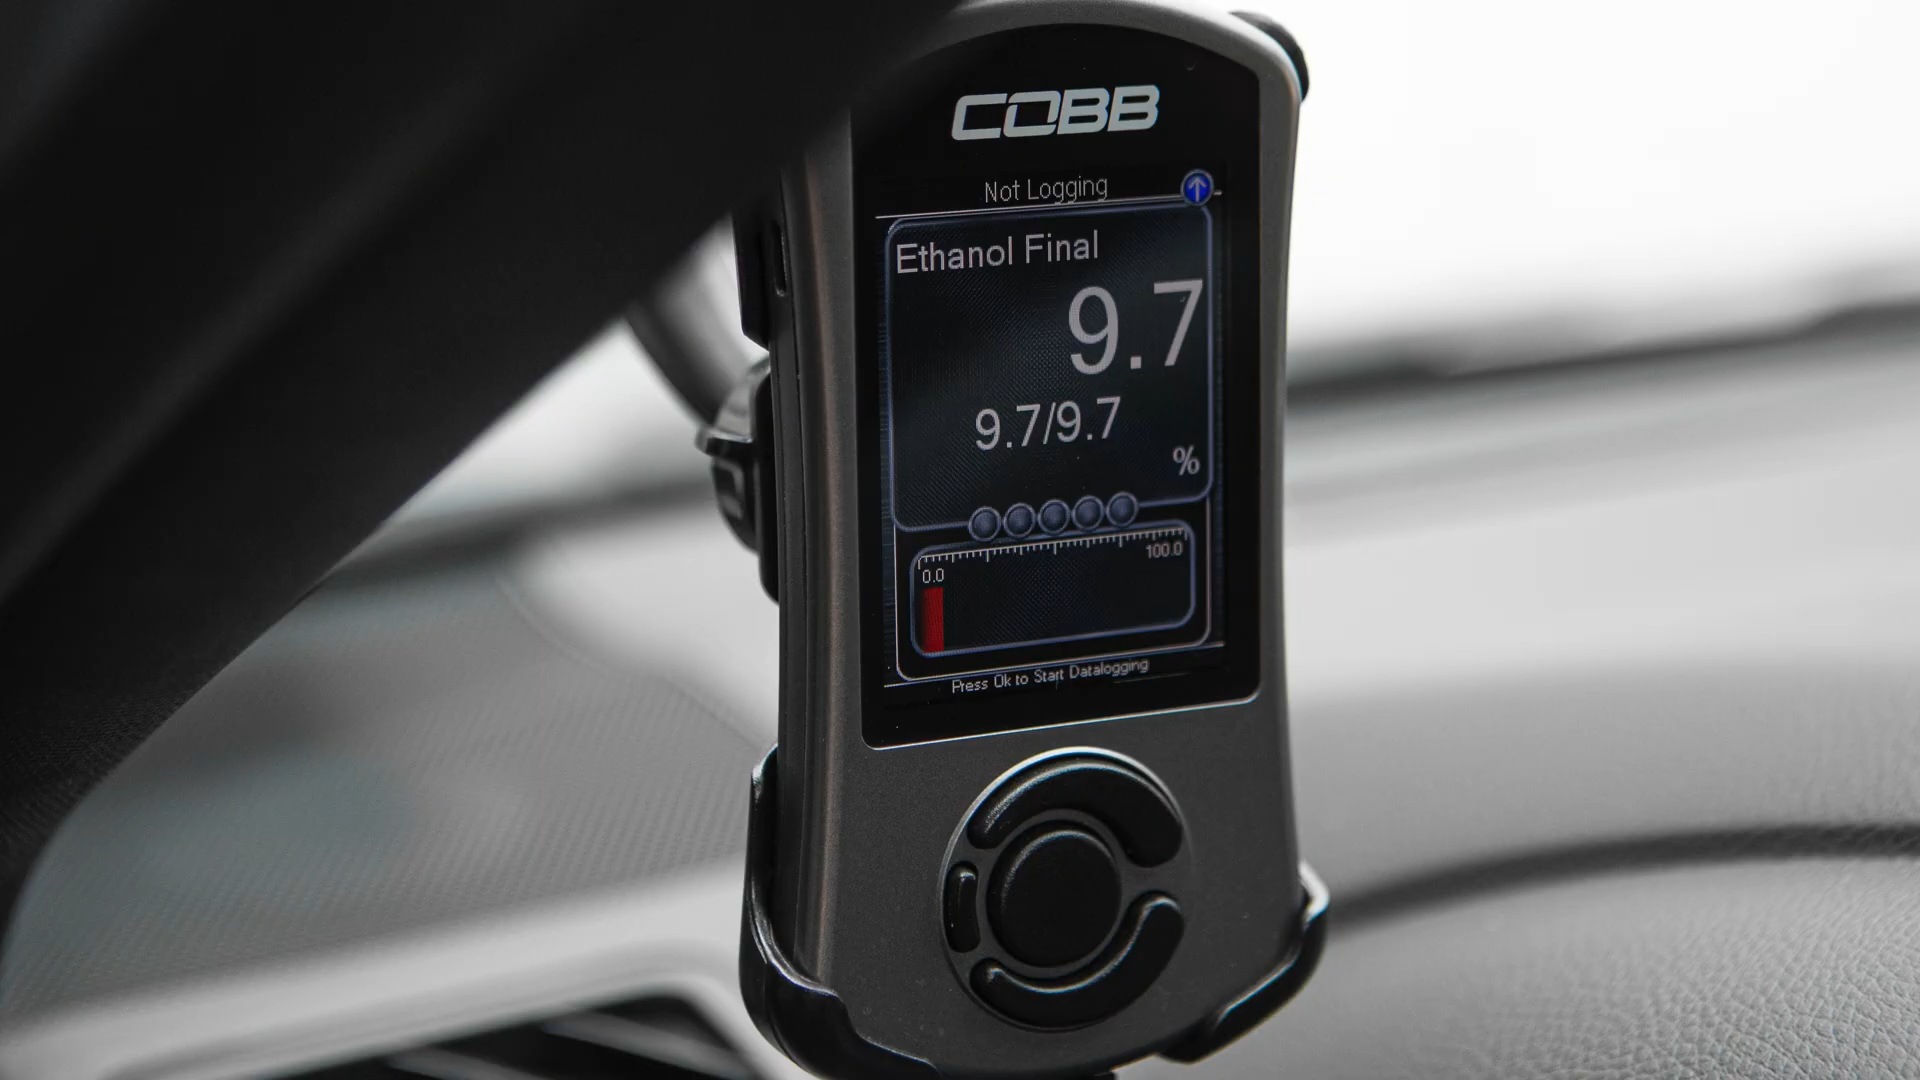 COBB
Not Logging
Ethanol Final
9.7
9.7/9.7
%
100.0
0.0
Press Ok to Start Datalogging